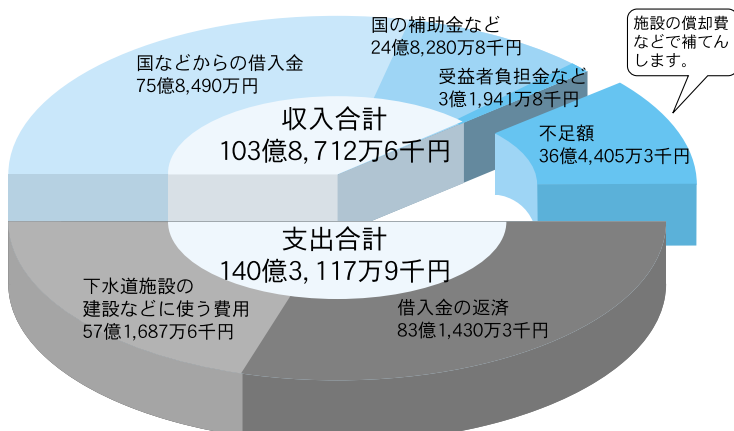 国の補助金など
24億8,280万8千円
施設の償却費
などで補てん
します。
国などからの借入金
75億8,490万円
受益者負担金など
3億1,941万8千円
収入合計
103億8,712万6千円
不足額
36億4,405万3千円
支出合計
140億3,117万9千円
下水道施設の
建設などに使う費用
57億1,687万6千円
借入金の返済
83億1,430万3千円